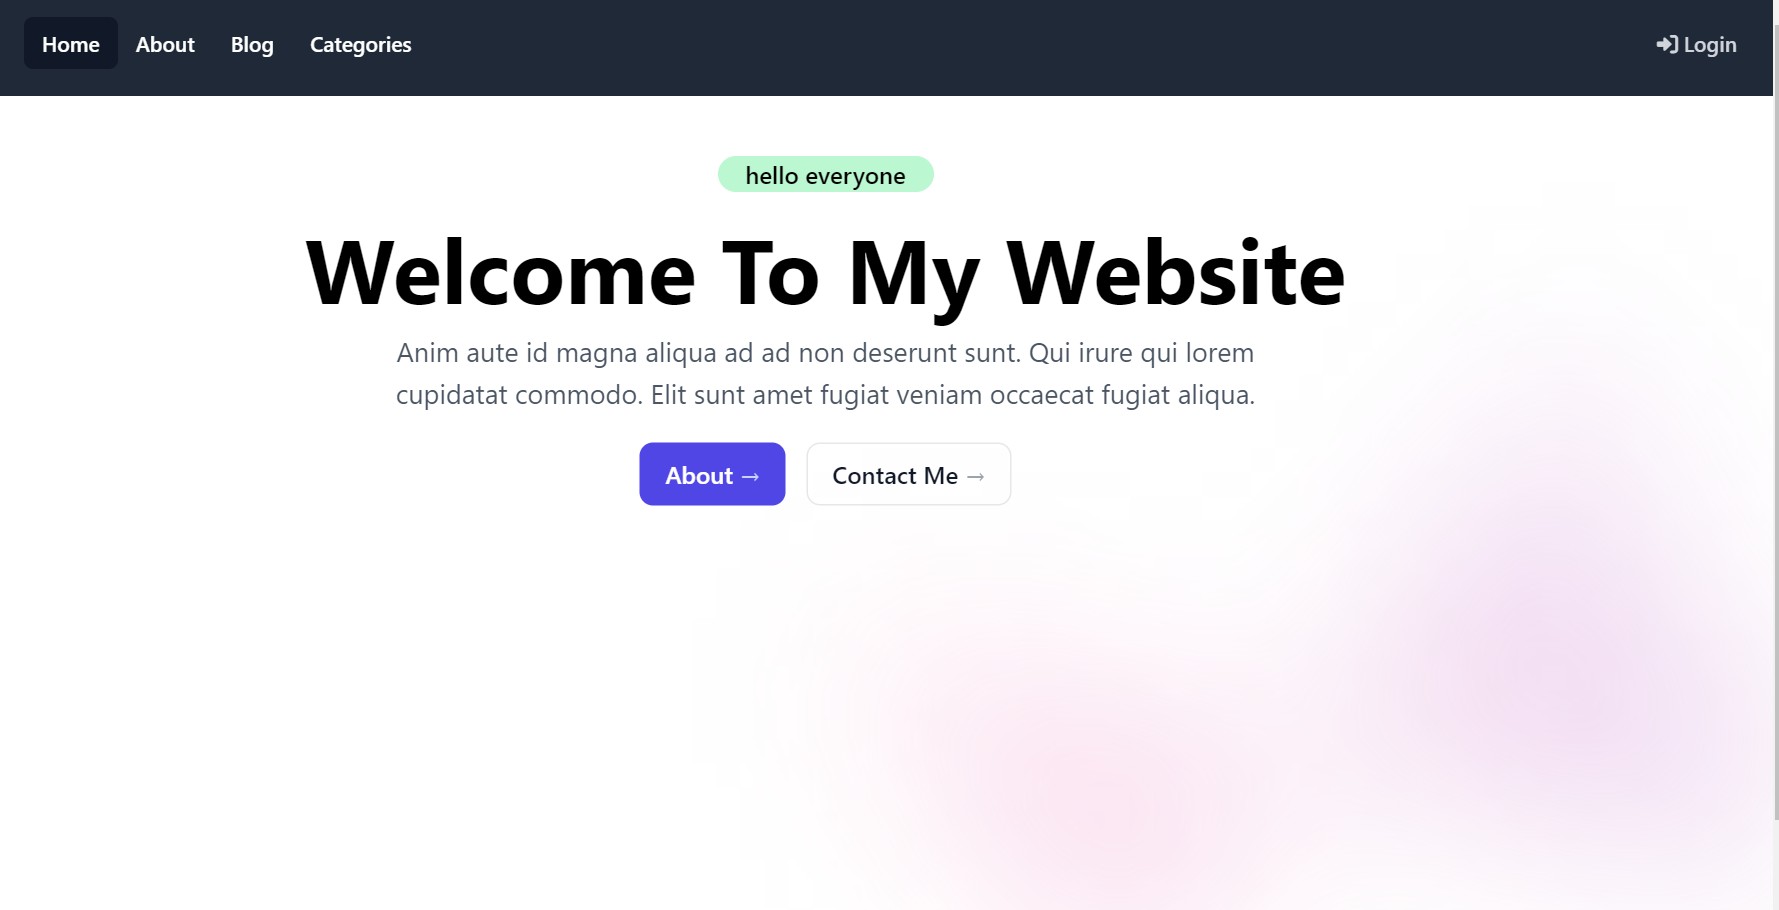 Home About Blog Categories Login
hello everyone
Welcome To My Website
Anim aute id magna aliqua ad ad non deserunt sunt. Qui irure qui lorem
cupidatat commodo. Elit sunt amet fugiat veniam occaecat fugiat aliqua.
About → Contact Me →